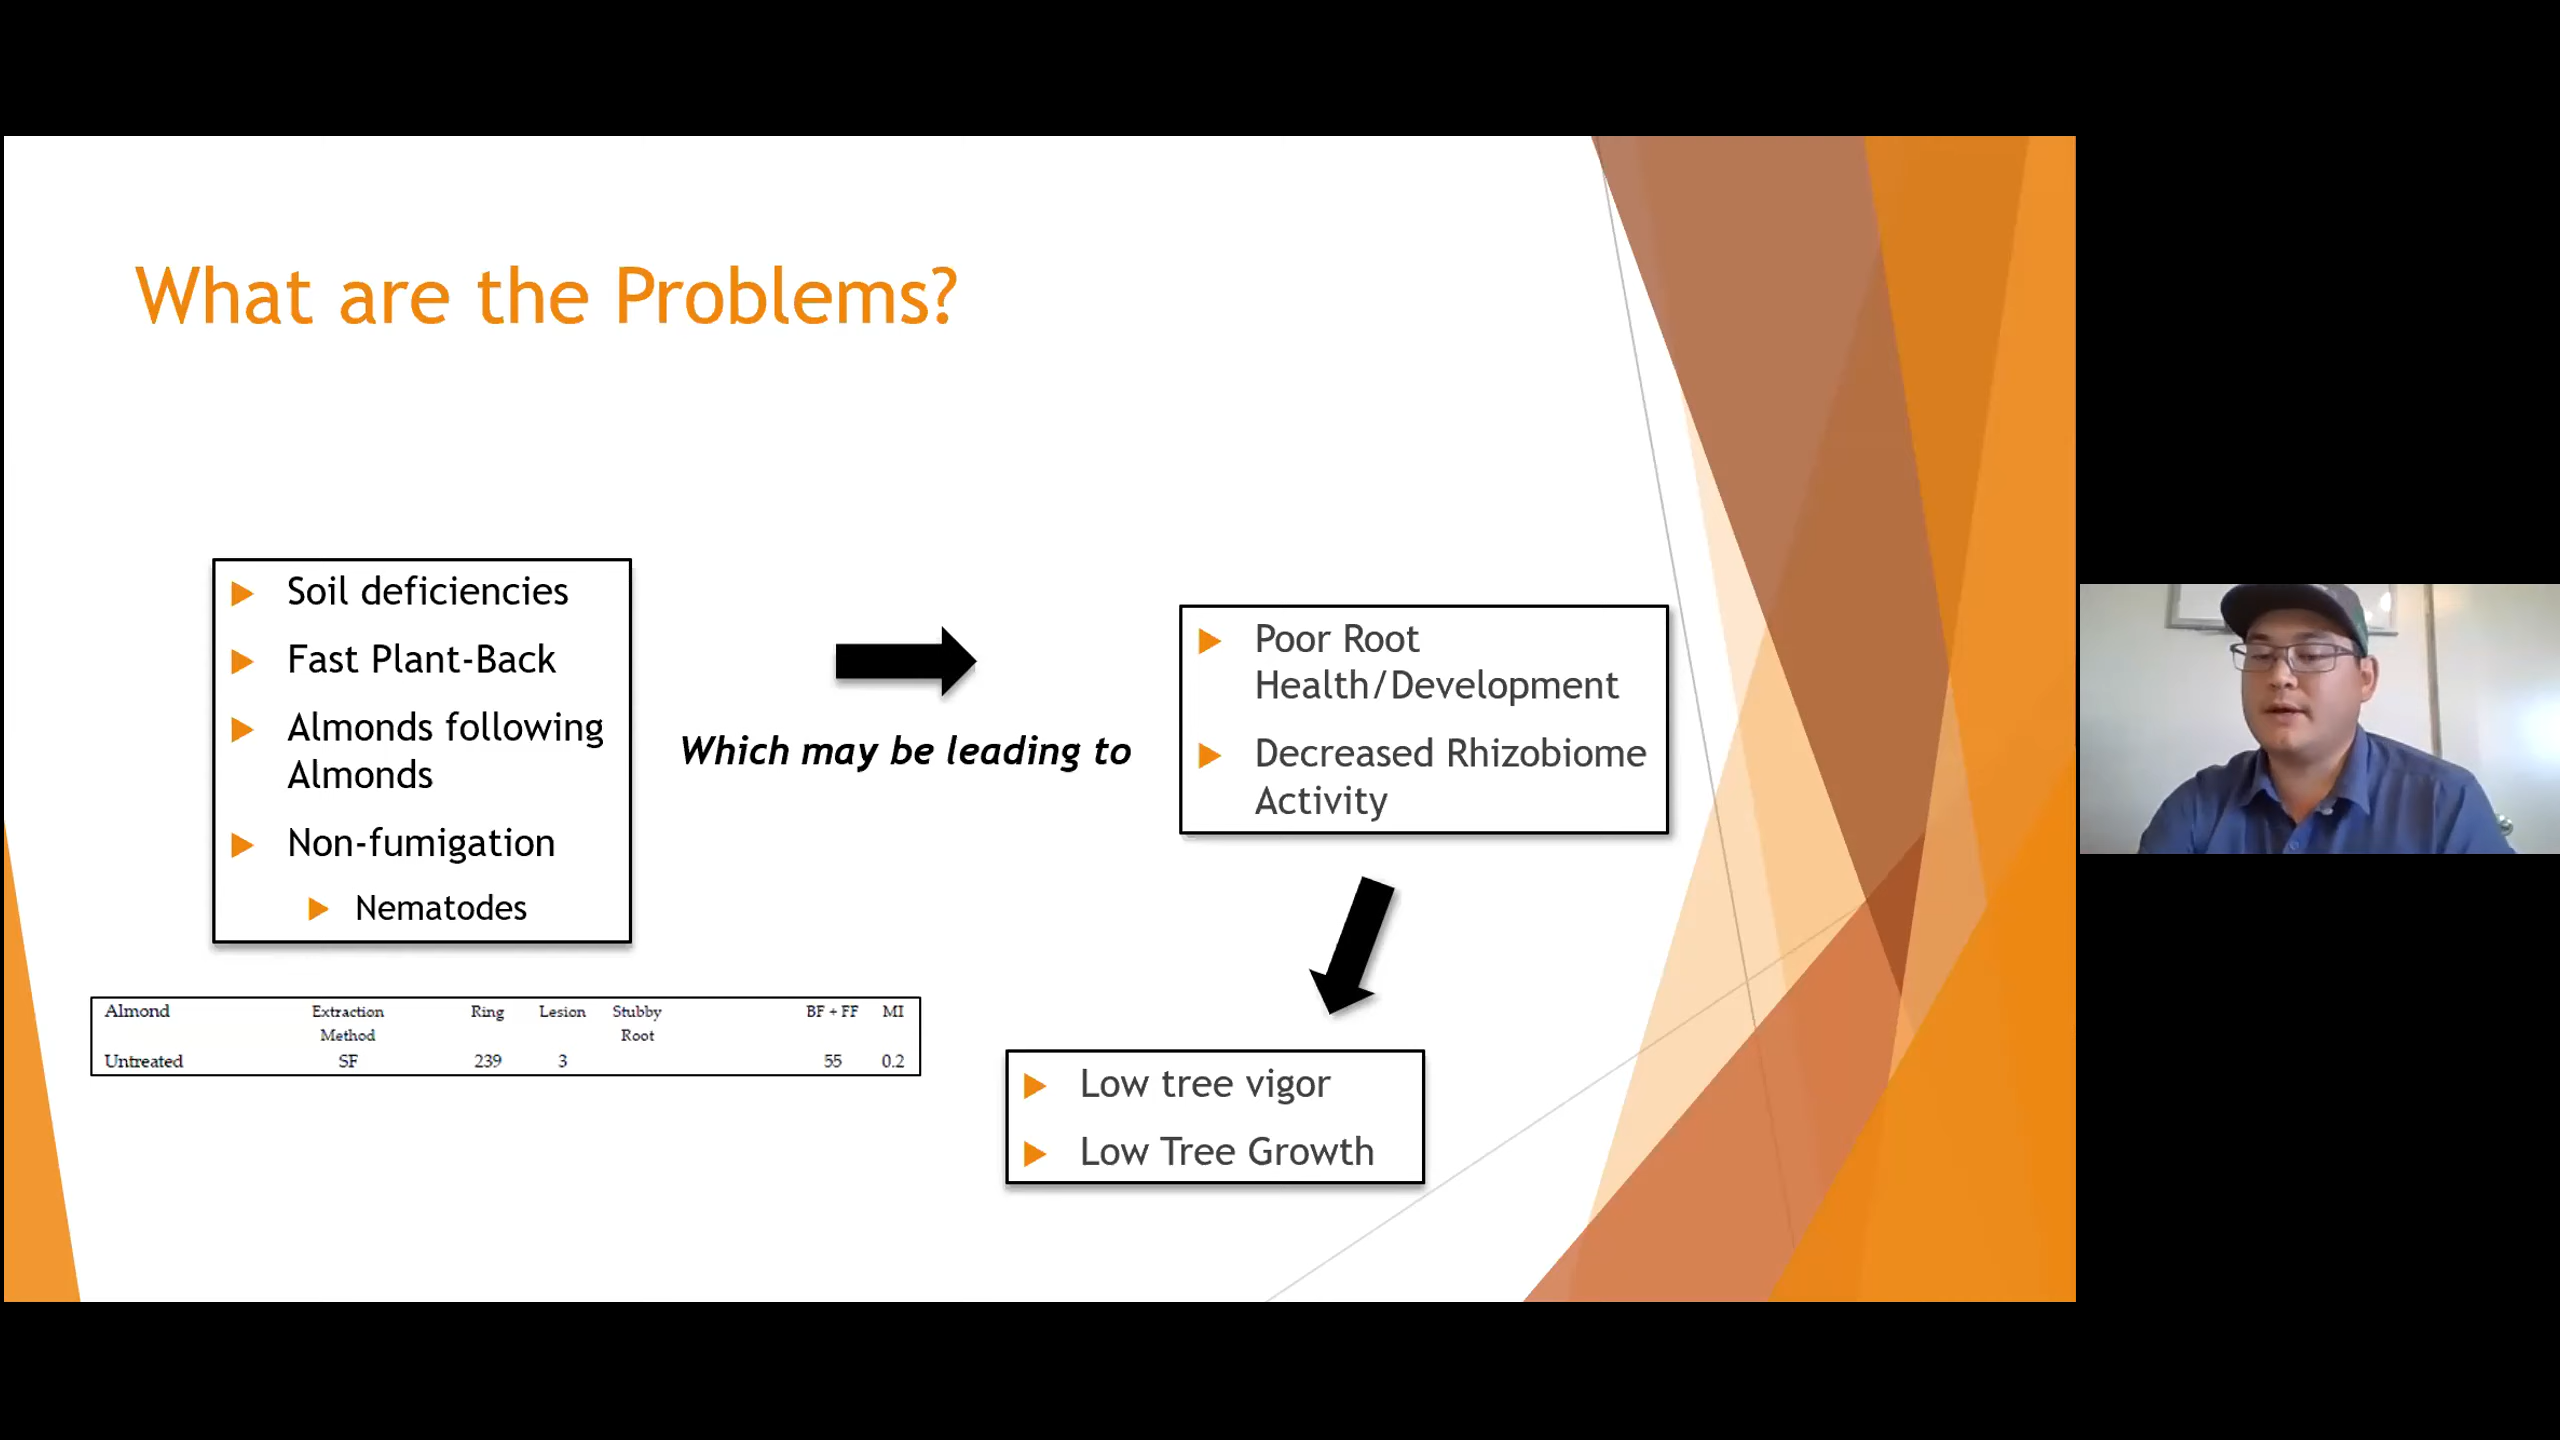 What are the Problems?
Soil deficiencies
Fast Plant-Back
Almonds following
Almonds
Non-fumigation
Nematodes
Which may be leading to
Poor Root
Health/Development
Decreased Rhizobiome
Activity
Low tree vigor
Low Tree Growth
Almond Extraction Ring Lesion Stubby BF + FF MI
Method Root
Untreated SF 239 3 55 0.2